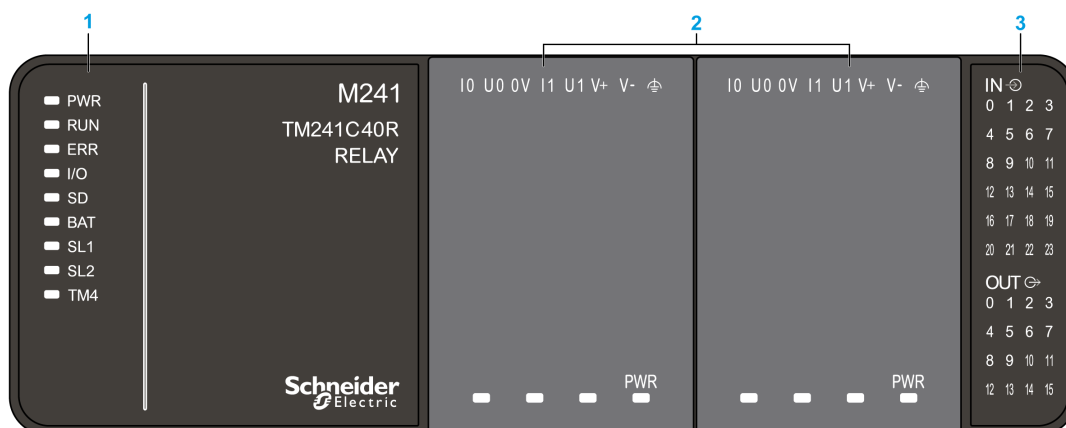 1
2
3
PWR
RUN
ERR
I/O
SD
BAT
SL1
SL2
TM4
M241
TM241C40R
RELAY
Schneider
Electric
I0 U0 0V I1 U1 V+ V-
PWR
I0 U0 0V I1 U1 V+ V-
PWR
IN
0 1 2 3
4 5 6 7
8 9 10 11
12 13 14 15
16 17 18 19
20 21 22 23
OUT
0 1 2 3
4 5 6 7
8 9 10 11
12 13 14 15